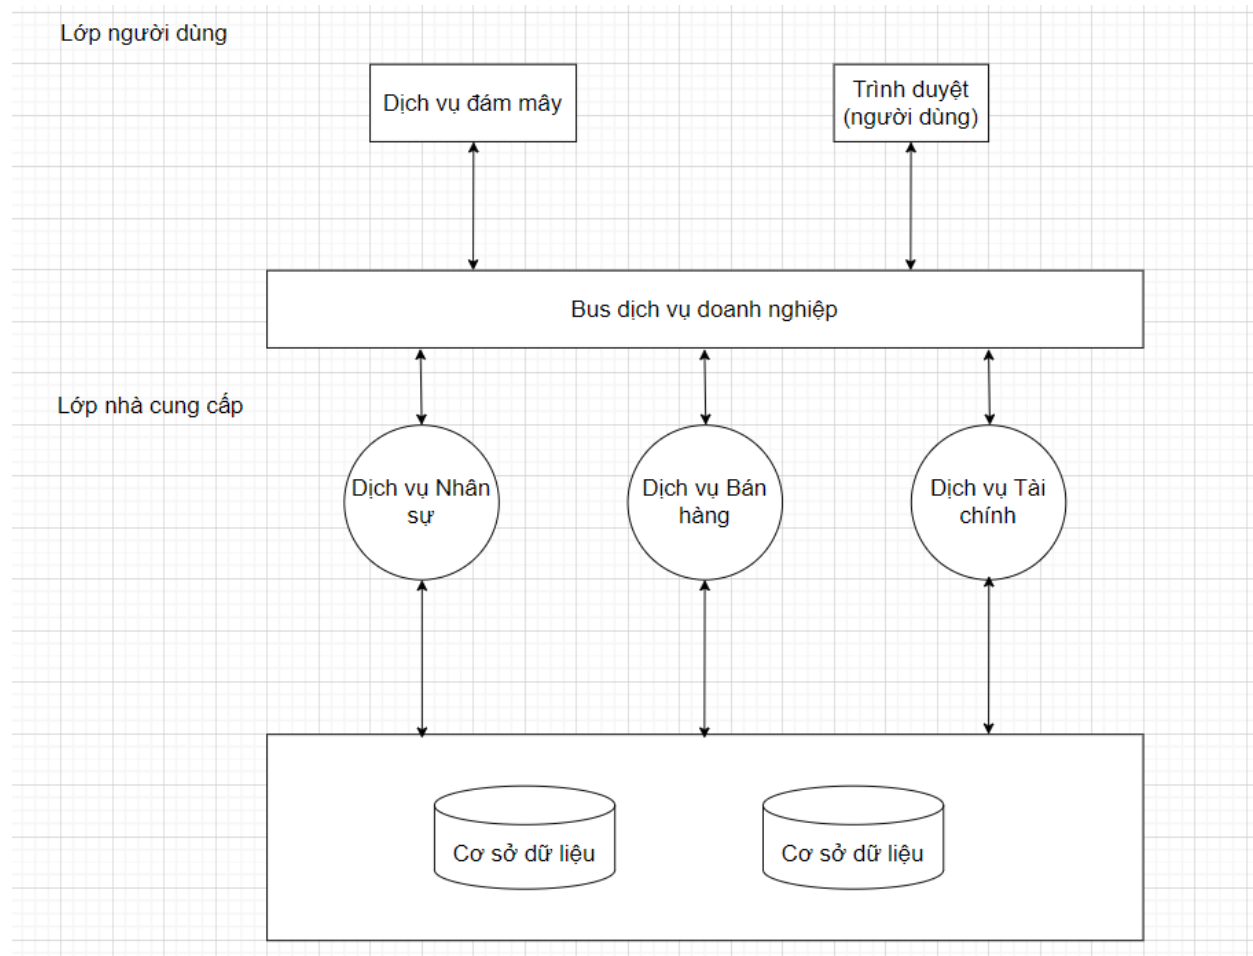 Lớp người dùng
Dịch vụ đám mây
Trình duyệt
(người dùng)
Bus dịch vụ doanh nghiệp
Lớp nhà cung cấp
Dịch vụ Nhân
sự
Dịch vụ Bán
hàng
Dịch vụ Tài
chính
Cơ sở dữ liệu
Cơ sở dữ liệu